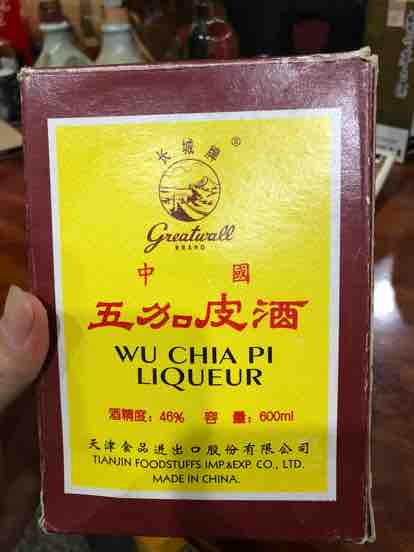 长城牌 ®
Greatwall
BRAND
中國
五加皮酒
WU CHIA PI
LIQUEUR
酒精度：46% 容量：600ml
天津食品进出口股份有限公司
TIANJIN FOODSTUFFS IMP.&EXP. CO., LTD.
MADE IN CHINA.